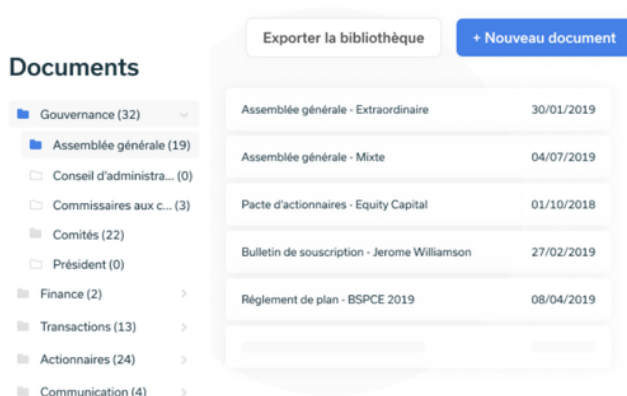 Exporter la bibliothèque
+ Nouveau document
Documents
Gouvernance (32)
Assemblée générale (19)
Conseil d'administra... (0)
Commissaires aux c... (3)
Comités (22)
Président (0)
Finance (2)
Transactions (13)
Actionnaires (24)
Communication (4)
Assemblée générale - Extraordinaire 30/01/2019
Assemblée générale - Mixte 04/07/2019
Pacte d'actionnaires - Equity Capital 01/10/2018
Bulletin de souscription - Jerome Williamson 27/02/2019
Réglement de plan - BSPCE 2019 08/04/2019